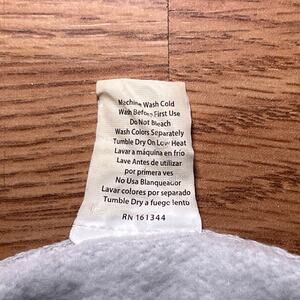 Machine Wash Cold
Wash Before First Use
Do Not Bleach
Wash Colors Separately
Tumble Dry On Low Heat
Lavar a máquina en frío
Lave Antes de utilizar
por primera ves
No Usa Blanqueador
Lavar colores por separado
Tumble Dry a fuego lento
RN 161344